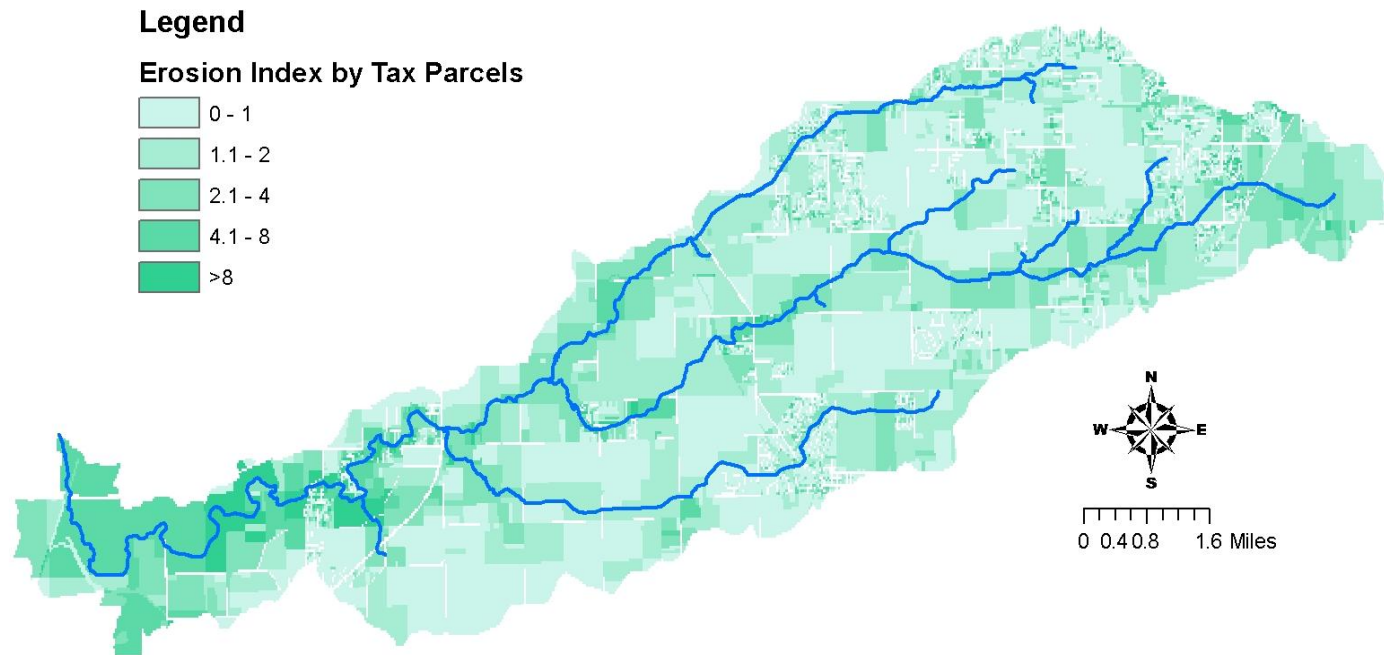 Legend
Erosion Index by Tax Parcels
0 - 1
1.1 - 2
2.1 - 4
4.1 - 8
>8
N
W E
S
0 0.4 0.8 1.6 Miles